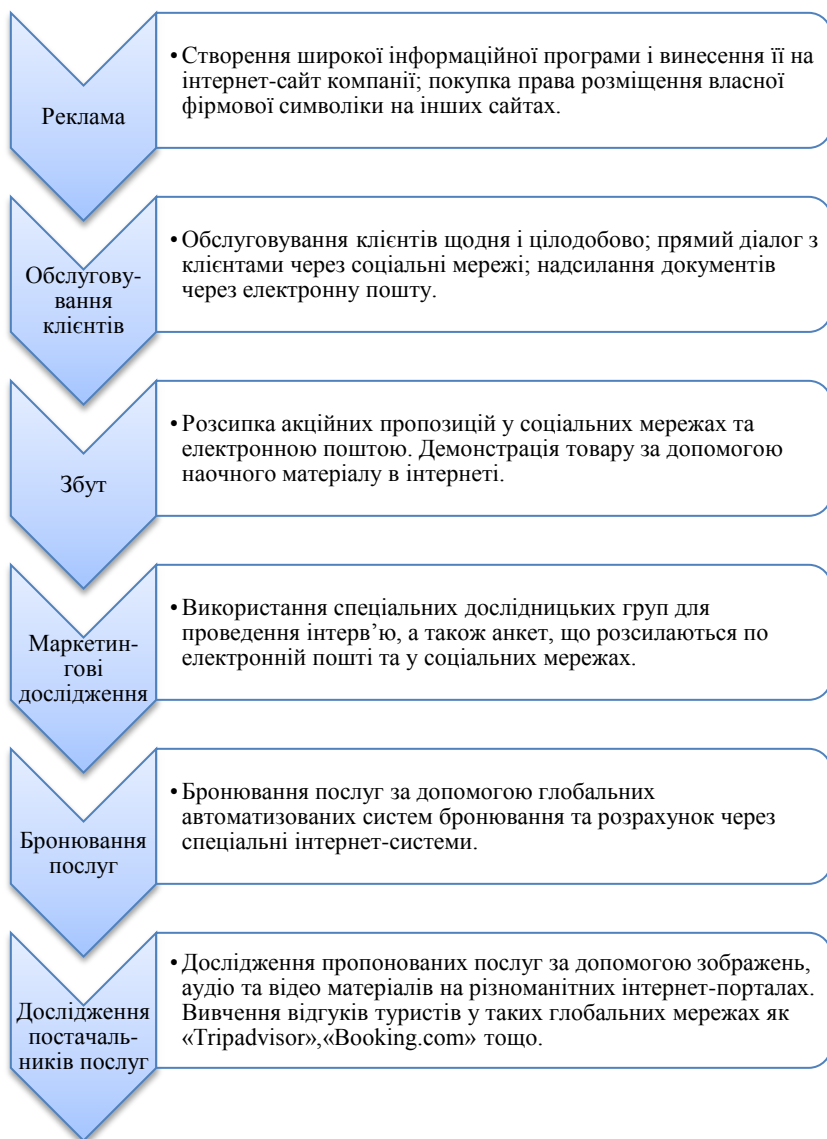 Реклама
• Створення широкої інформаційної програми і винесення її на
інтернет-сайт компанії; покупка права розміщення власної
фірмової символіки на інших сайтах.
Обслугову-
вання
клієнтів
• Обслуговування клієнтів щодня і цілодобово; прямий діалог з
клієнтами через соціальні мережі; надсилання документів
через електронну пошту.
Збут
• Розсипка акційних пропозицій у соціальних мережах та
електронною поштою. Демонстрація товару за допомогою
наочного матеріалу в інтернеті.
Маркетин-
гові
дослідження
• Використання спеціальних дослідницьких груп для
проведення інтерв’ю, а також анкет, що розсилаються по
електронній пошті та у соціальних мережах.
Бронювання
послуг
• Бронювання послуг за допомогою глобальних
автоматизованих систем бронювання та розрахунок через
спеціальні інтернет-системи.
Дослідження
постачаль-
ників послуг
• Дослідження пропонованих послуг за допомогою зображень,
аудіо та відео матеріалів на різноманітних інтернет-порталах.
Вивчення відгуків туристів у таких глобальних мережах як
«Tripadvisor»,«Booking.com» тощо.